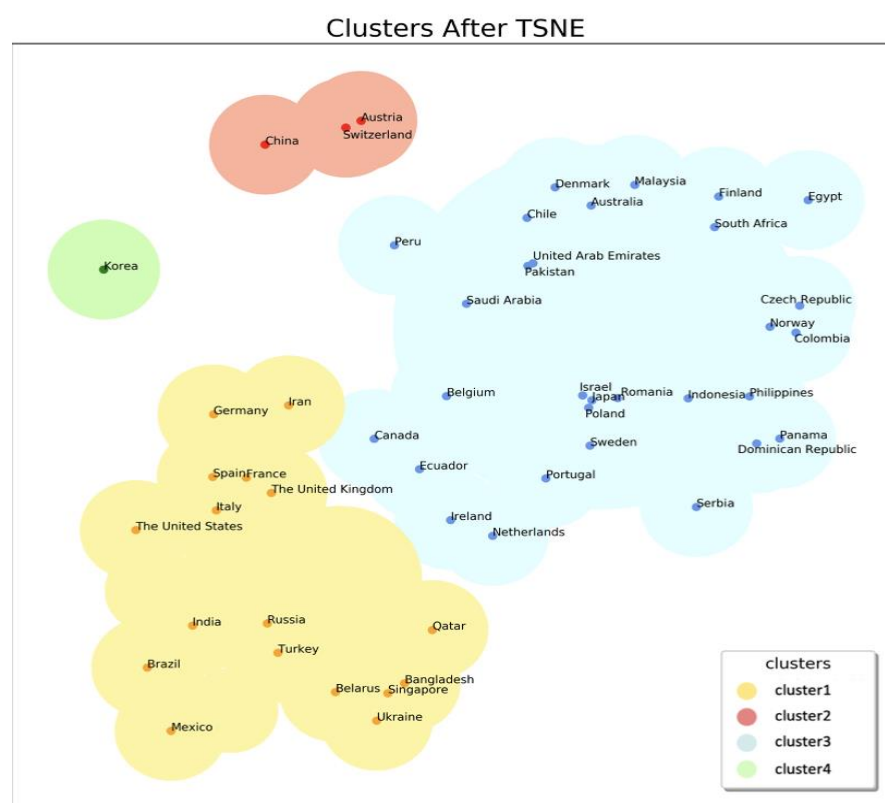 Clusters After TSNE
Austria
Switzerland
China
Korea
Peru
Denmark
Malaysia
Finland
Egypt
Chile
Australia
South Africa
United Arab Emirates
Pakistan
Saudi Arabia
Czech Republic
Norway
Colombia
Belgium
Israel
Japan
Romania
Poland
Indonesia
Philippines
Germany
Iran
Canada
Sweden
Panama
Dominican Republic
Ecuador
Portugal
Spain
France
The United Kingdom
Italy
The United States
Ireland
Netherlands
Serbia
India
Russia
Qatar
Turkey
Brazil
Bangladesh
Belarus
Singapore
Ukraine
Mexico
clusters
cluster1
cluster2
cluster3
cluster4